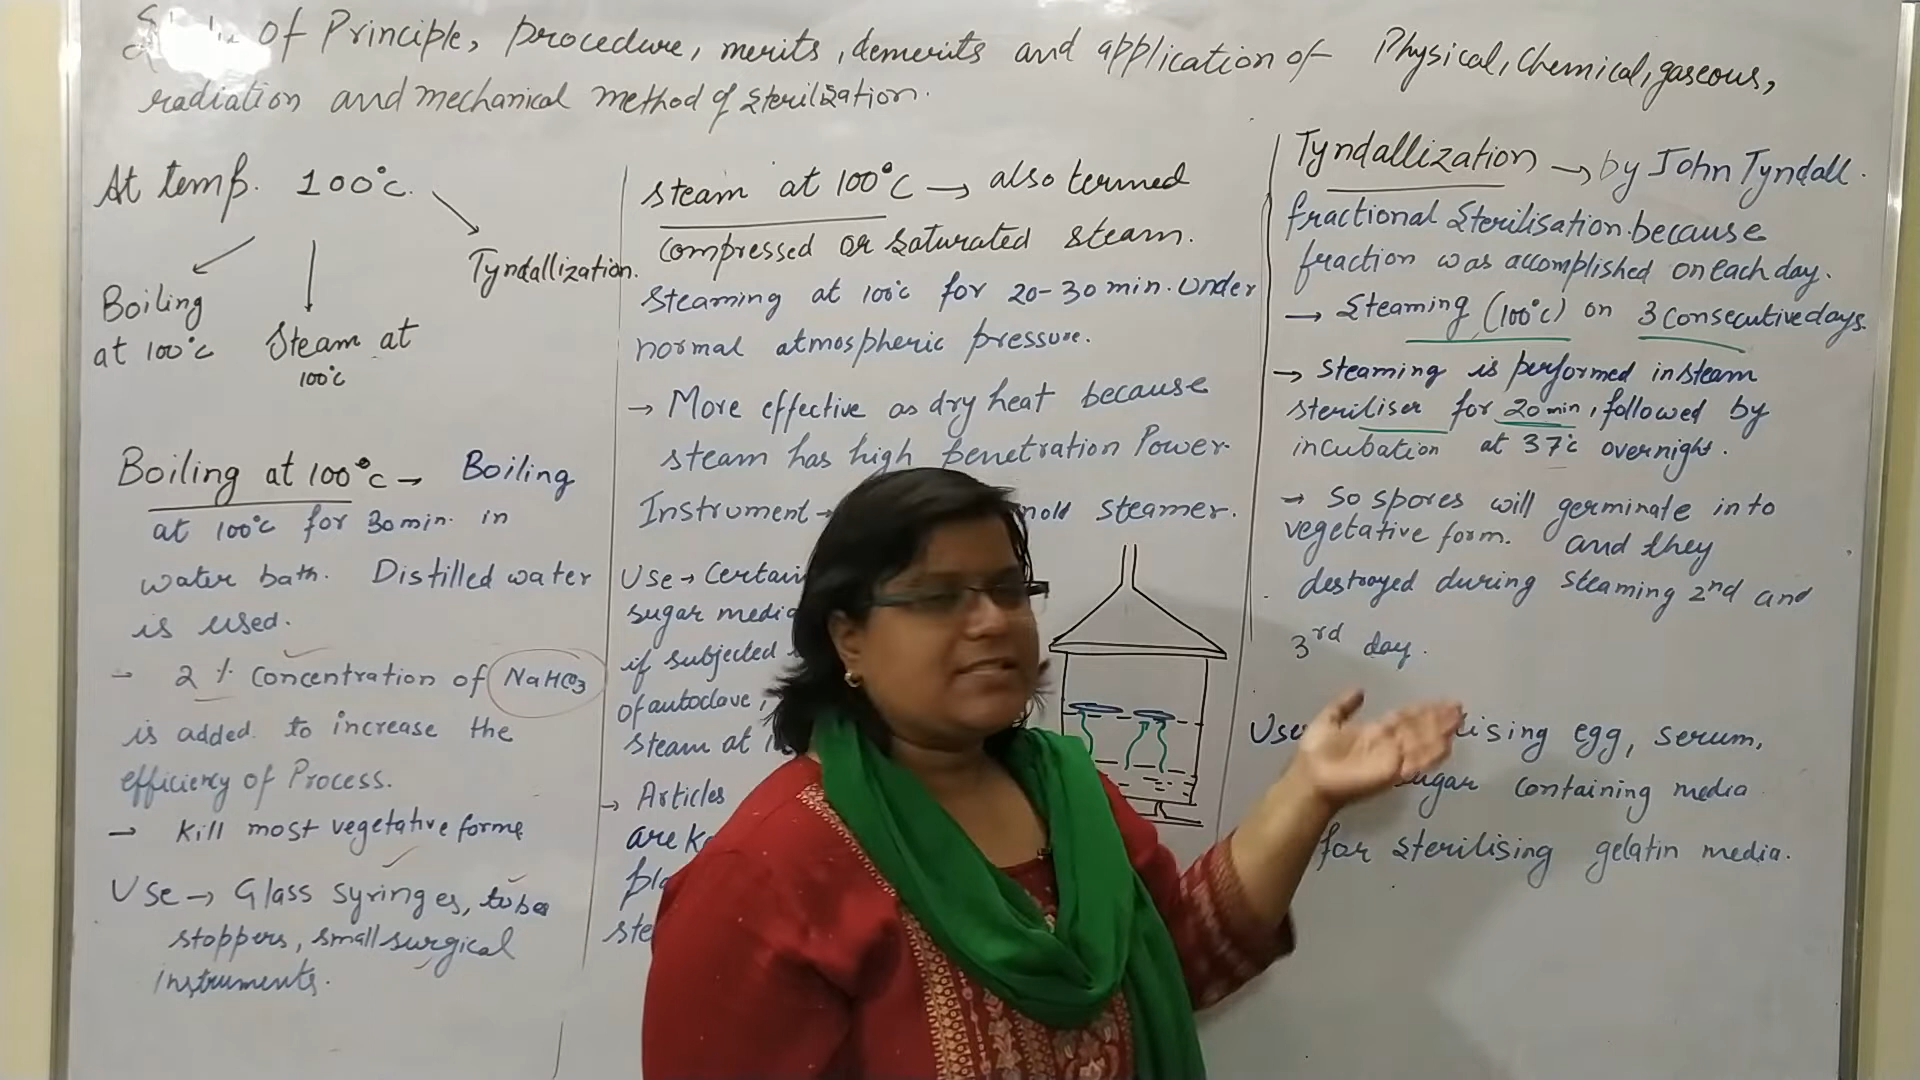 of Principle, procedure, merits, demerits and application of Physical, Chemical, gaseous,
radiation and mechanical method of sterilization.
At temp. 100°c.
Boiling
at 100°c
Steam at
100°c
Tyndallization.
Boiling at 100°c → Boiling
at 100°c for 30 min. in
water bath. Distilled water
is used.
- 2 % Concentration of NaHCO3
is added to increase the
efficiency of Process.
→ Kill most vegetative forms
Use → Glass syringes, tubes
stoppers, small surgical
instruments.
Steam at 100°C → also termed
Compressed or saturated steam.
Steaming at 100°c for 20-30 min. under
normal atmospheric pressure.
→ More effective as dry heat because
steam has high penetration Power.
Instrument → nold steamer.
Use → Certain
sugar media
if subjected
of autoclave,
steam at
→ Articles
are
Tyndallization → by John Tyndall.
fractional Sterilisation because
fraction was accomplished on each day.
→ Steaming (100°c) on 3 consecutive days.
→ Steaming is performed in steam
steriliser for 20 min, followed by
incubation at 37°c overnight.
→ So spores will germinate in to
vegetative form. and they
destroyed during steaming 2nd and
3rd day.
Use lising egg, serum,
sugar containing media
for sterilising gelatin media.